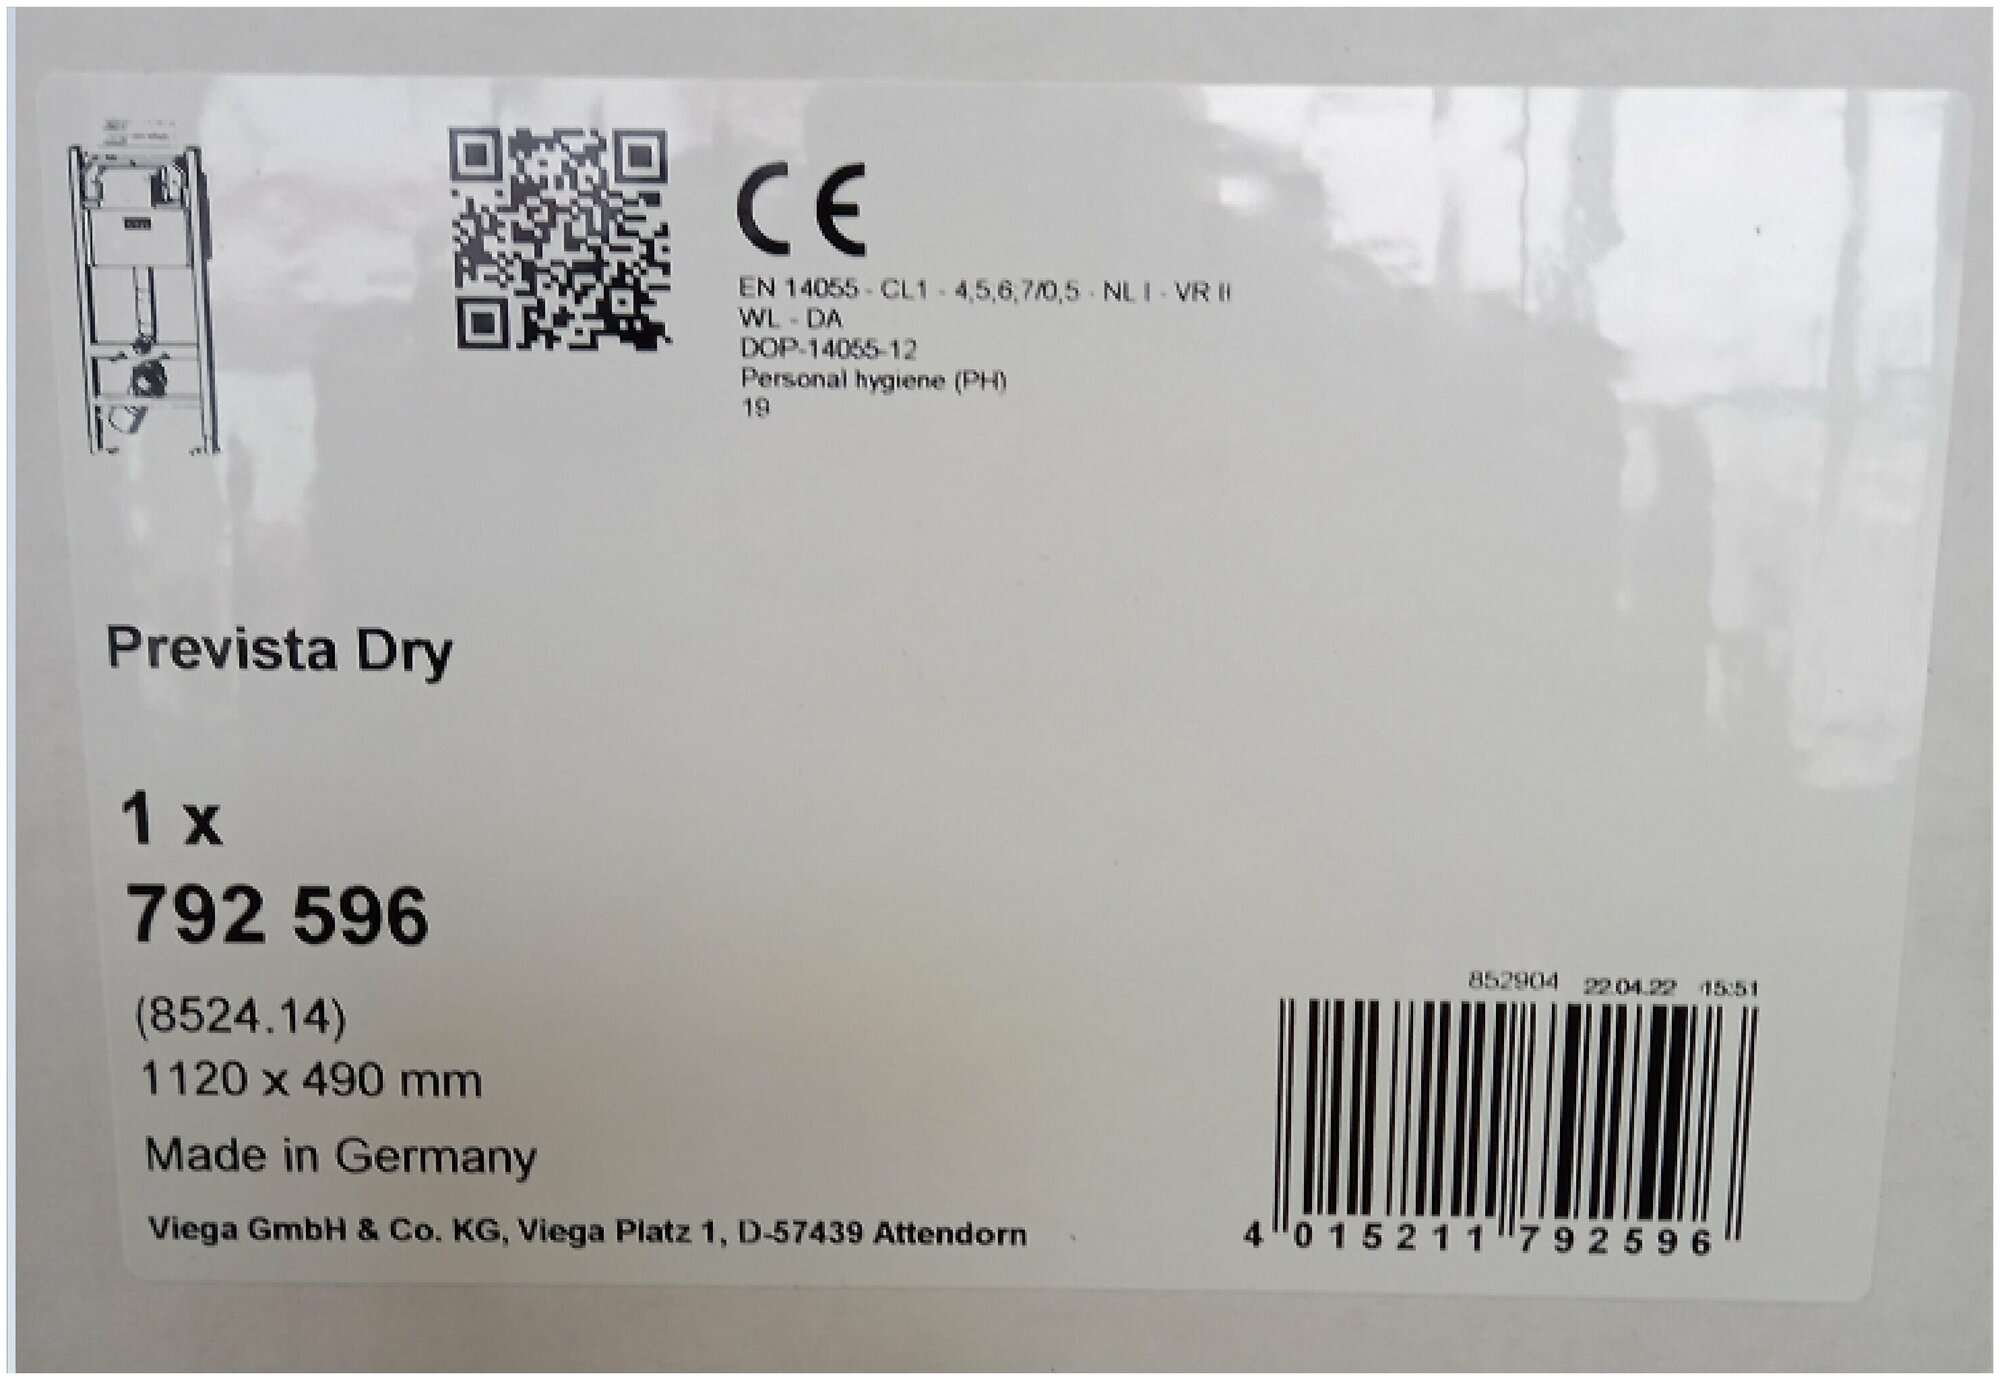 CE
EN 14055 - CL1 - 4,5,6,7/0,5 - NL I - VR II
WL - DA
DOP-14055-12
Personal hygiene (PH)
19
Prevista Dry
1 x
792 596
(8524.14)
1120 x 490 mm
Made in Germany
Viega GmbH & Co. KG, Viega Platz 1, D-57439 Attendorn
852904 22.04.22 15:51
4 015211 792596